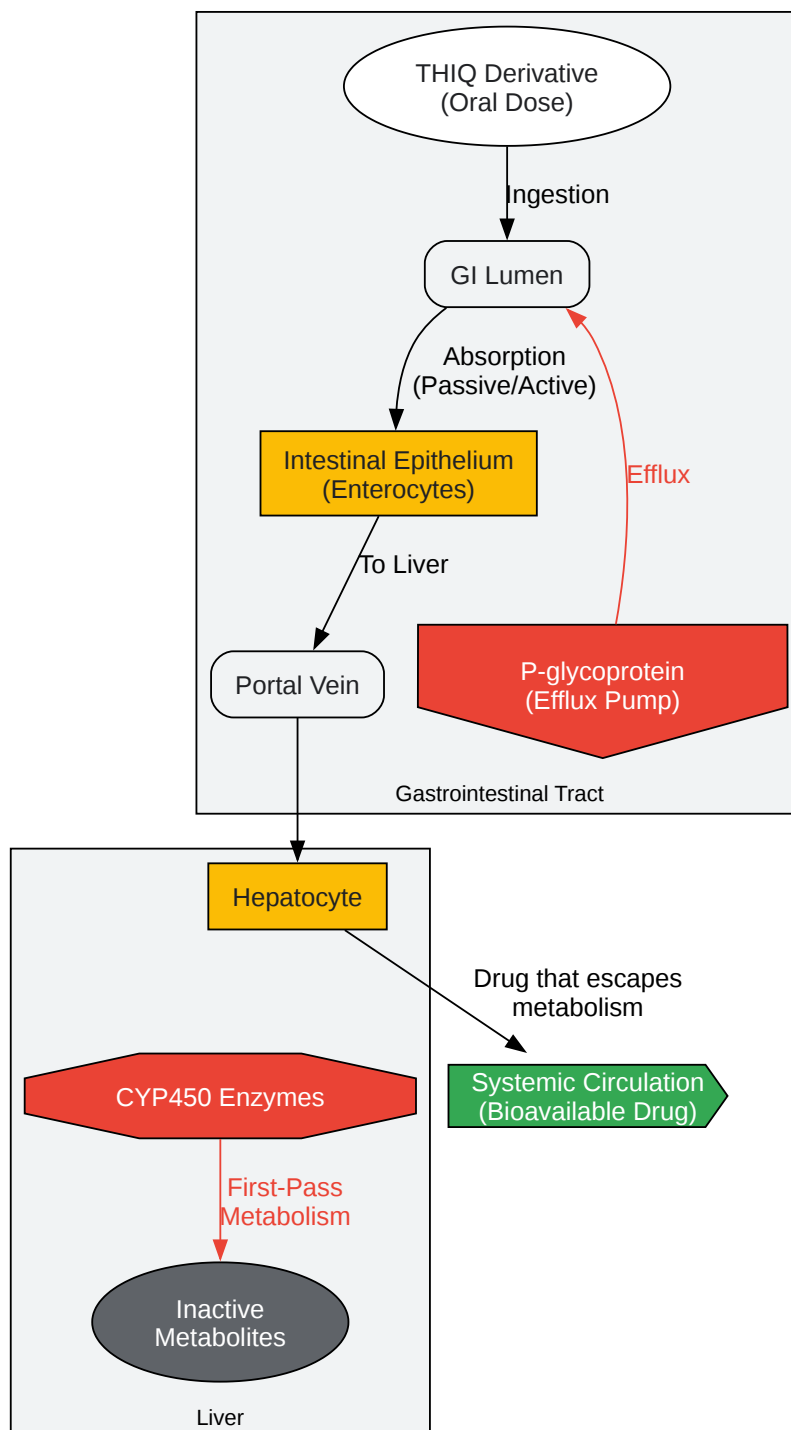 THIQ Derivative
(Oral Dose)
Ingestion
GI Lumen
Absorption
(Passive/Active)
Intestinal Epithelium
(Enterocytes)
Efflux
To Liver
Portal Vein
P-glycoprotein
(Efflux Pump)
Gastrointestinal Tract
Hepatocyte
Drug that escapes
metabolism
Systemic Circulation
(Bioavailable Drug)
CYP450 Enzymes
First-Pass
Metabolism
Inactive
Metabolites
Liver